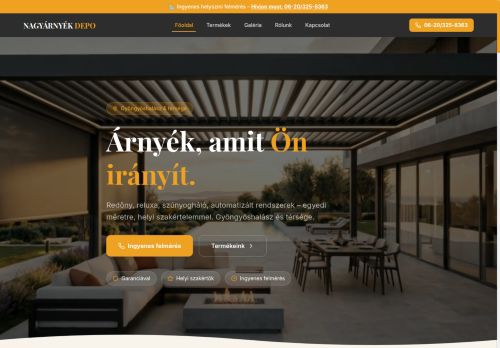 Ingyenes helyszíni felmérés – Hívjon most: 06-20/325-8363
NAGYÁRNYÉK DEPO
Főoldal
Termékek
Galéria
Rólunk
Kapcsolat
06-20/325-8363
Gyöngyöshalász & térsége
Árnyék, amit Ön
irányít.
Redőny, reluxa, szúnyogháló, automatizált rendszerek – egyedi
méretre, helyi szakértelemmel. Gyöngyöshalász és térsége.
Ingyenes felmérés
Termékeink
Garanciával
Helyi szakértők
Ingyenes felmérés